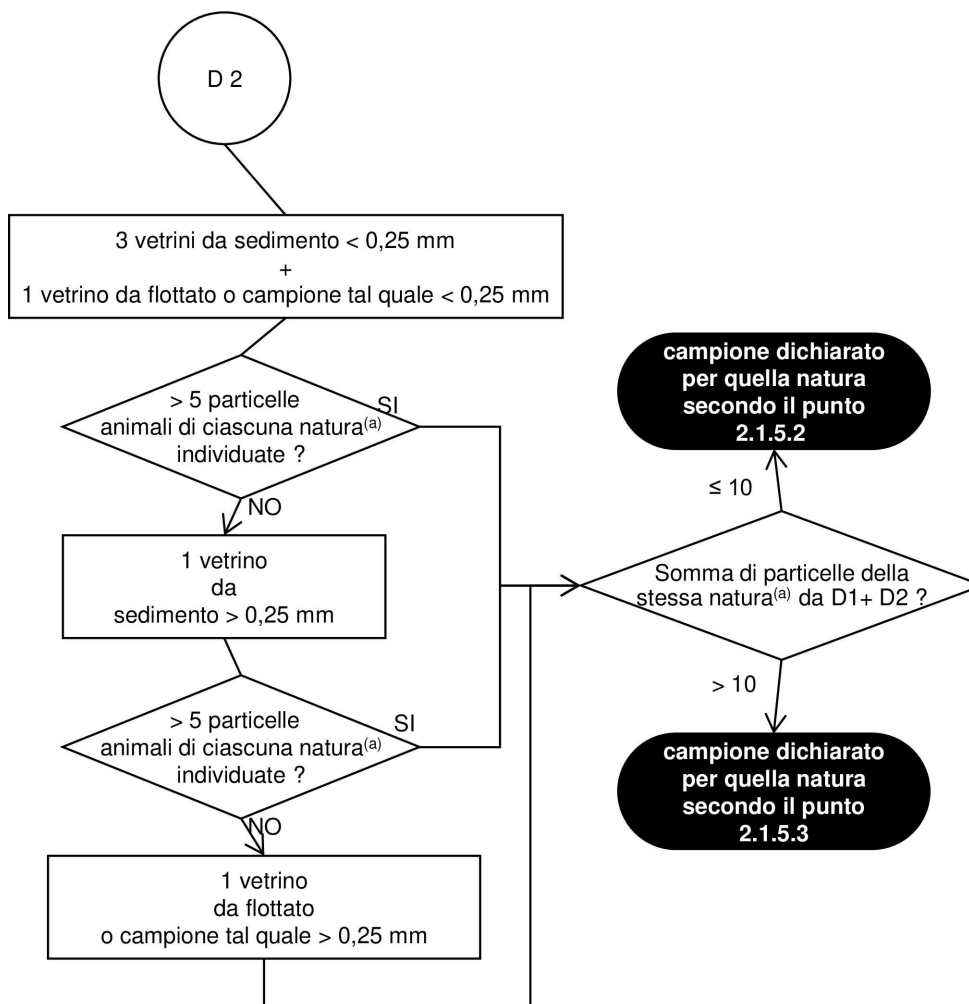 D 2
3 vetrini da sedimento < 0,25 mm
+
1 vetrino da flottato o campione tal quale < 0,25 mm
> 5 particelle
animali di ciascuna natura(a)
individuate ?
SI
NO
1 vetrino
da
sedimento > 0,25 mm
> 5 particelle
animali di ciascuna natura(a)
individuate ?
SI
NO
1 vetrino
da flottato
o campione tal quale > 0,25 mm
campione dichiarato
per quella natura
secondo il punto
2.1.5.2
≤ 10
Somma di particelle della
stessa natura(a) da D1+ D2 ?
> 10
campione dichiarato
per quella natura
secondo il punto
2.1.5.3